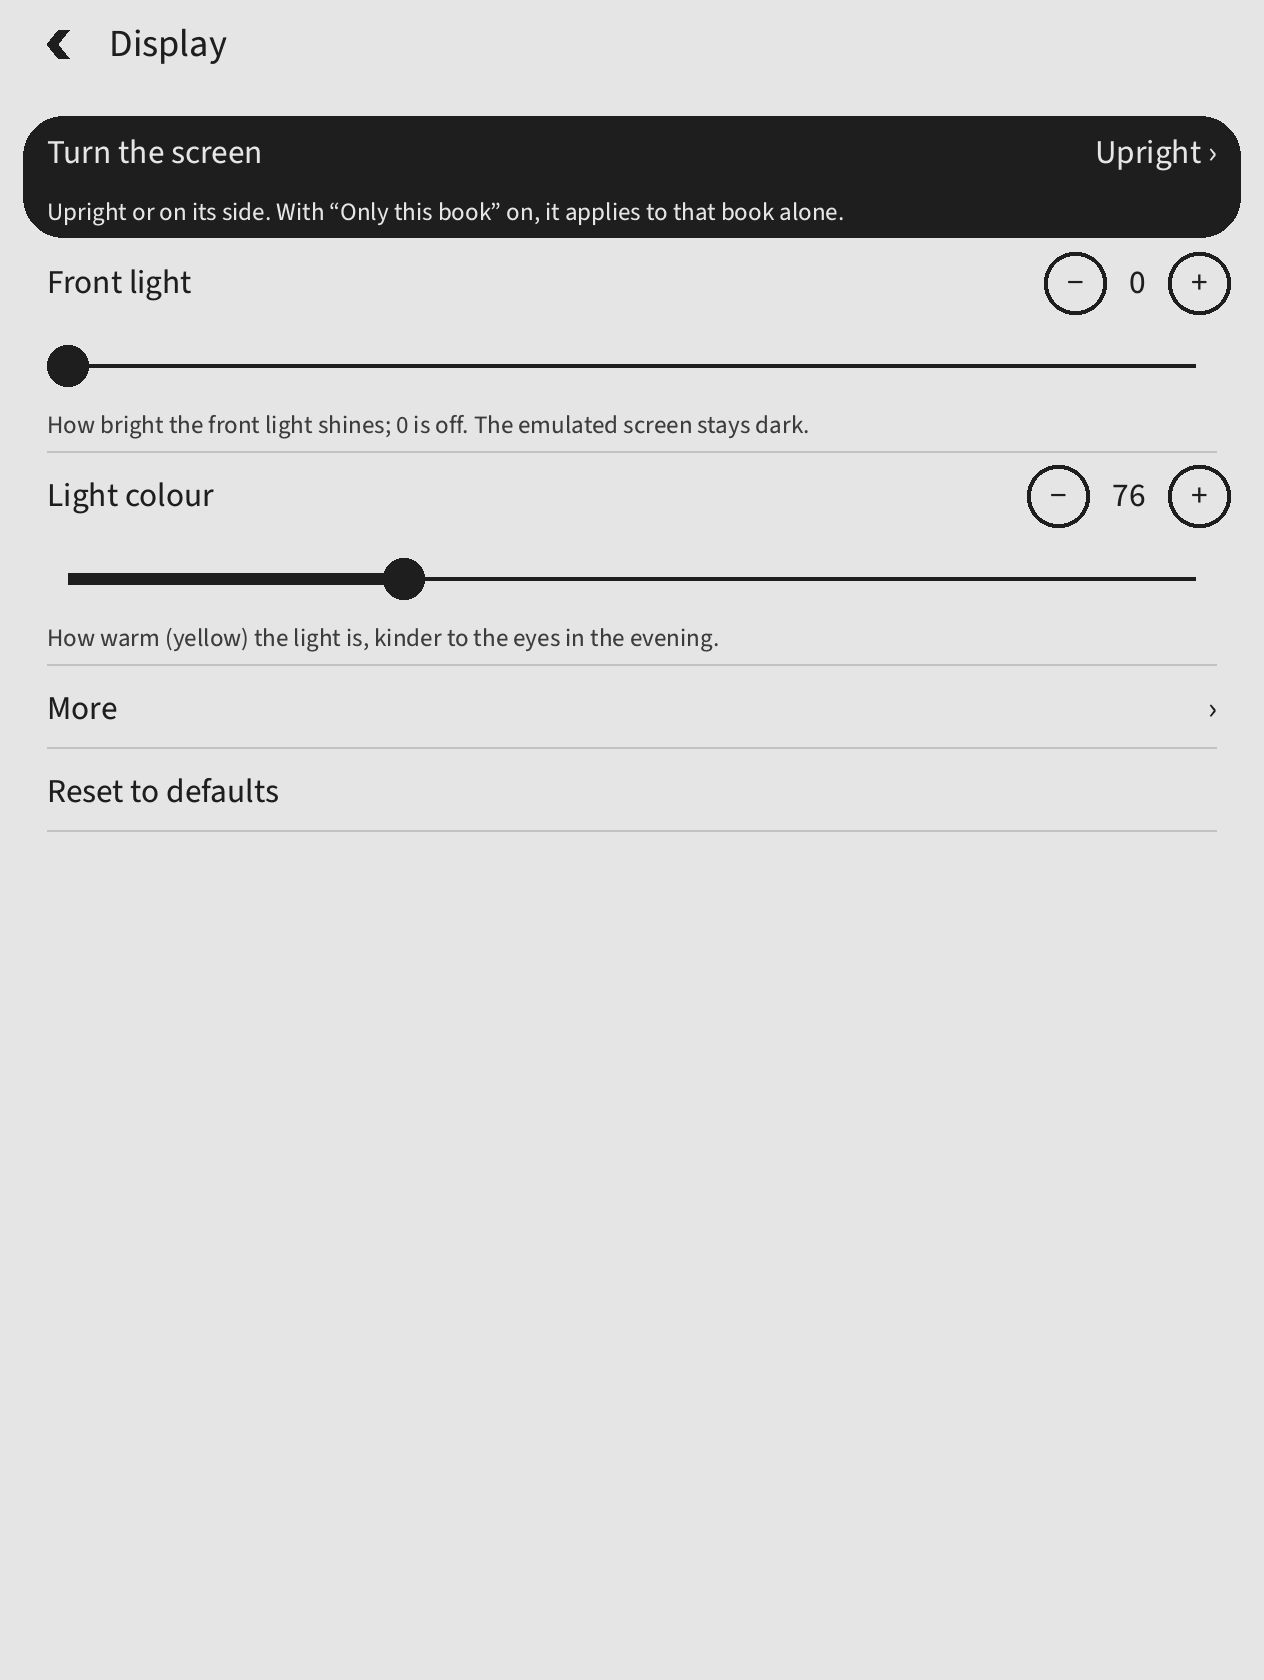 Display
Turn the screen
Upright ›
Upright or on its side. With “Only this book” on, it applies to that book alone.
Front light
− 0 +
How bright the front light shines; 0 is off. The emulated screen stays dark.
Light colour
− 76 +
How warm (yellow) the light is, kinder to the eyes in the evening.
More ›
Reset to defaults